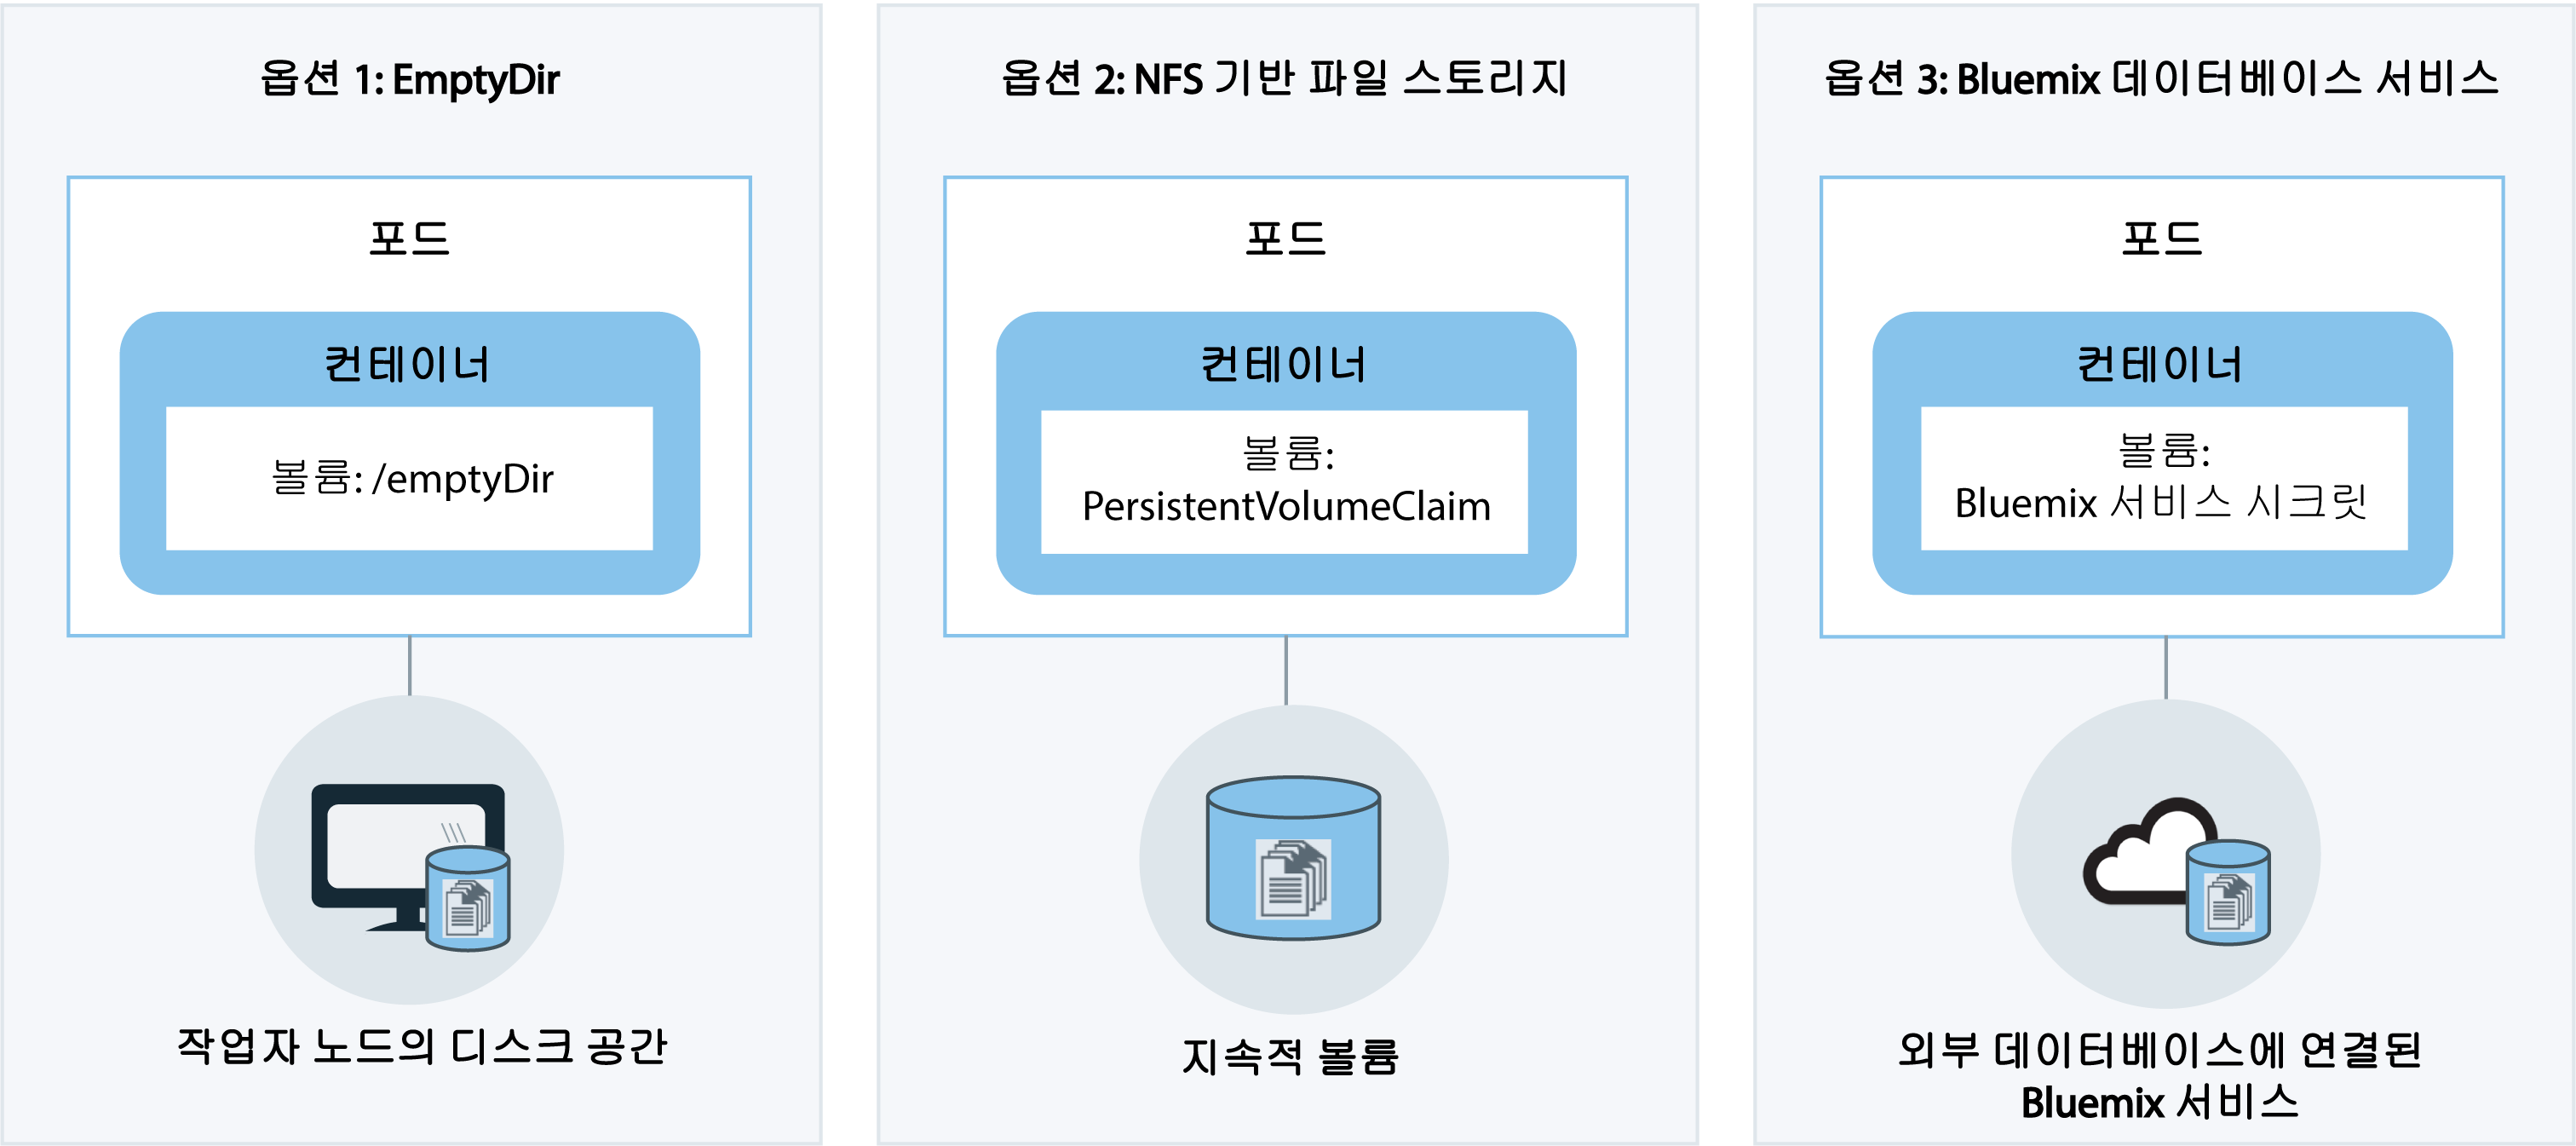 옵션 1: EmptyDir
포드
컨테이너
볼륨: /emptyDir
작업자 노드의 디스크 공간
옵션 2: NFS 기반 파일 스토리지
포드
컨테이너
볼륨:
PersistentVolumeClaim
지속적 볼륨
옵션 3: Bluemix 데이터베이스 서비스
포드
컨테이너
볼륨:
Bluemix 서비스 시크릿
외부 데이터베이스에 연결된
Bluemix 서비스